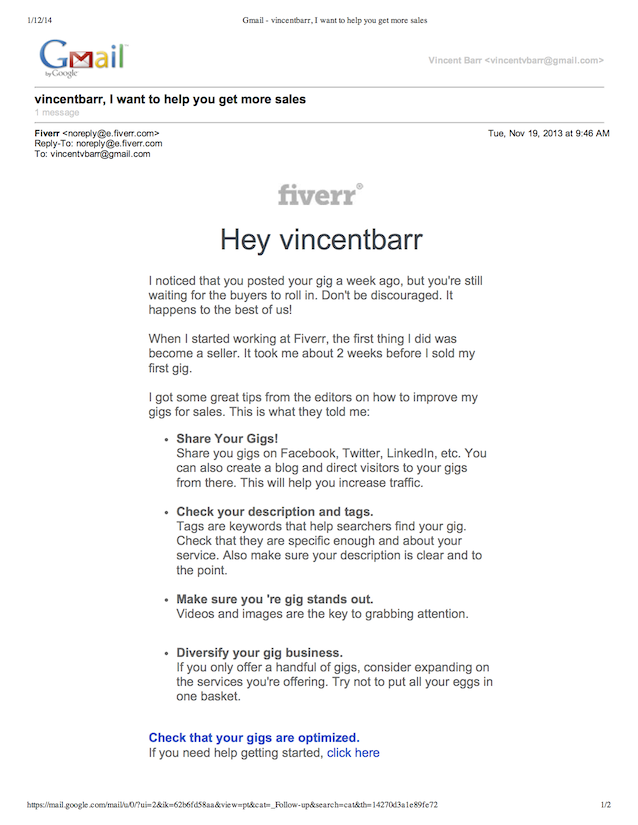 1/12/14 Gmail - vincentbarr, I want to help you get more sales
Gmail
by Google
Vincent Barr <vincentvbarr@gmail.com>
vincentbarr, I want to help you get more sales
1 message
Fiverr <noreply@e.fiverr.com> Tue, Nov 19, 2013 at 9:46 AM
Reply-To: noreply@e.fiverr.com
To: vincentvbarr@gmail.com
fiverr®
Hey vincentbarr
I noticed that you posted your gig a week ago, but you're still
waiting for the buyers to roll in. Don't be discouraged. It
happens to the best of us!
When I started working at Fiverr, the first thing I did was
become a seller. It took me about 2 weeks before I sold my
first gig.
I got some great tips from the editors on how to improve my
gigs for sales. This is what they told me:
• Share Your Gigs!
Share you gigs on Facebook, Twitter, LinkedIn, etc. You
can also create a blog and direct visitors to your gigs
from there. This will help you increase traffic.
• Check your description and tags.
Tags are keywords that help searchers find your gig.
Check that they are specific enough and about your
service. Also make sure your description is clear and to
the point.
• Make sure you 're gig stands out.
Videos and images are the key to grabbing attention.
• Diversify your gig business.
If you only offer a handful of gigs, consider expanding on
the services you're offering. Try not to put all your eggs in
one basket.
Check that your gigs are optimized.
If you need help getting started, click here
https://mail.google.com/mail/u/0/?ui=2&ik=62b6fd58aa&view=pt&cat=_Follow-up&search=cat&th=14270d3a1e89fe72 1/2